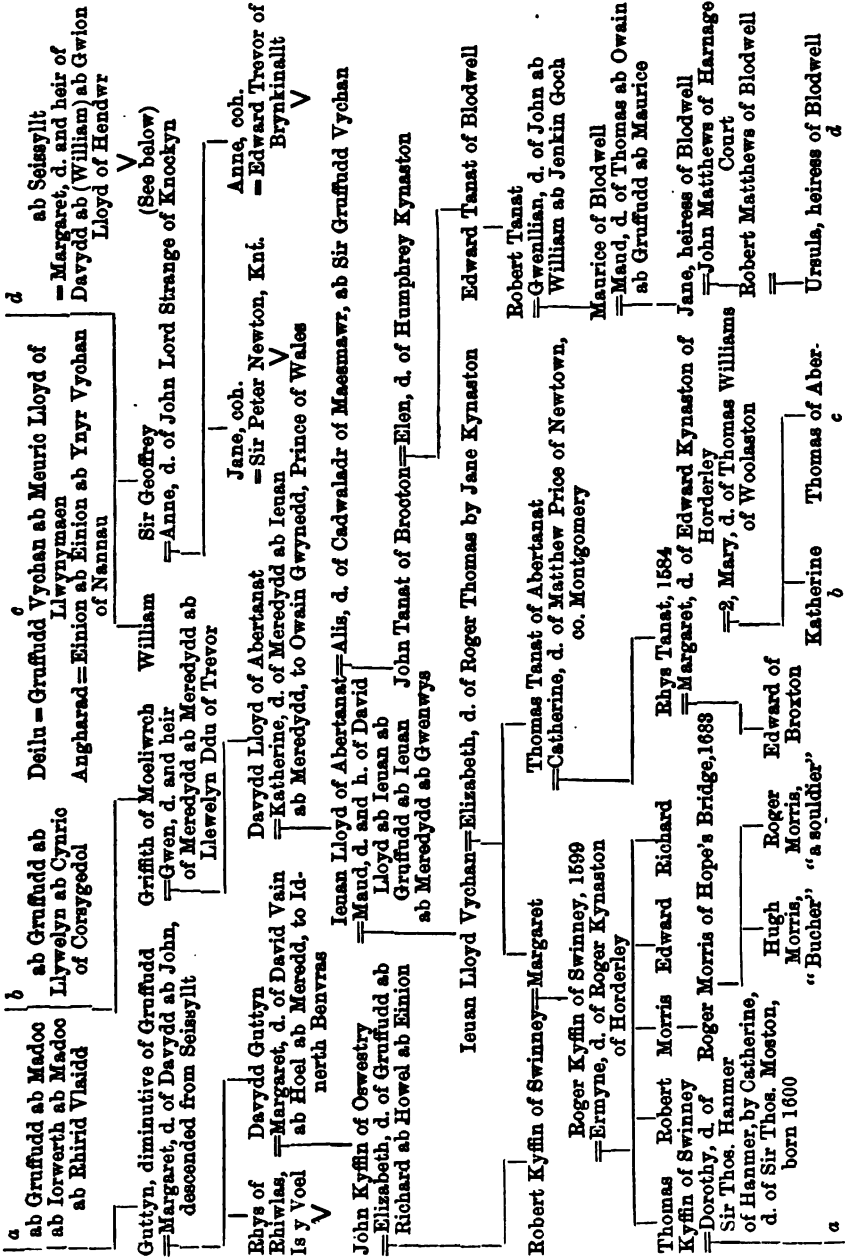 a
ab Gruffudd ab Madoc
ab Iorwerth ab Madoc
ab Rhirid Vlaidd
b
ab Gruffudd ab
Llywelyn ab Cynric
of Corsygedol
c
Deilu = Gruffudd Vychan ab Meuric Lloyd of
Llwynymaen
Angharad = Einion ab Einion ab Ynyr Vychan
of Nannau
d
ab Seissyllt
= Margaret, d. and heir of
Davydd ab (William) ab Gwion
Lloyd of Hendwr
V
(See below)
Guttyn, diminutive of Gruffudd
=Margaret, d. of Davydd ab John,
descended from Seisyllt
Griffith of Moeliwrch
=Gwen, d. and heir
of Meredydd ab Meredydd ab
Llewelyn Ddu of Trevor
William
Sir Geoffrey
=Anne, d. of John Lord Strange of Knockyn
Rhys of
Rhiwlas,
Is y Voel
V
Davydd Guttyn
=Margaret, d. of David Vain
ab Hoel ab Meredd, to Id-
nerth Benvras
Davydd Lloyd of Abertanat
=Katherine, d. of Meredydd ab Ieuan
ab Meredydd, to Owain Gwynedd, Prince of Wales
Jane, coh.
=Sir Peter Newton, Knt.
V
Anne, coh.
=Edward Trevor of
Brynkinallt
V
John Kyffin of Oswestry
=Elizabeth, d. of Gruffudd ab
Richard ab Howel ab Einion
Ieuan Lloyd of Abertanat=Alis, d. of Cadwaladr of Maesmawr, ab Sir Gruffudd Vychan
=Maud, d. and h. of David
Lloyd ab Ieuan ab
Gruffudd ab Ieuan
ab Meredydd ab Gwenwys
John Tanat of Brocton=Elen, d. of Humphrey Kynaston
Ieuan Lloyd Vychan=Elizabeth, d. of Roger Thomas by Jane Kynaston
Edward Tanat of Blodwell
Robert Kyffin of Swinney=Margaret
Thomas Tanat of Abertanat
=Catherine, d. of Matthew Price of Newtown,
co. Montgomery
Robert Tanat
=Gwenllian, d. of John ab
William ab Jenkin Goch
Roger Kyffin of Swinney, 1599
=Ermyne, d. of Roger Kynaston
of Horderley
Maurice of Blodwell
=Maud, d. of Thomas ab Owain
ab Gruffudd ab Maurice
Thomas
Kyffin of Swinney
=Dorothy, d. of
Sir Thos. Hanmer
of Hanmer, by Catherine,
d. of Sir Thos. Moston,
born 1600
Robert
Morris
Edward
Richard
Rhys Tanat, 1584
=Margaret, d. of Edward Kynaston of
Horderley
=2, Mary, d. of Thomas Williams
of Woolaston
Jane, heiress of Blodwell
=John Matthews of Harnage
Court
Roger Morris of Hope's Bridge, 1683
Robert Matthews of Blodwell
=
Hugh
Morris,
"Bucher"
Roger
Morris,
"a souldier"
Edward of
Broxton
Katherine
Thomas of Aber-
Ursula, heiress of Blodwell
a
b
c
d